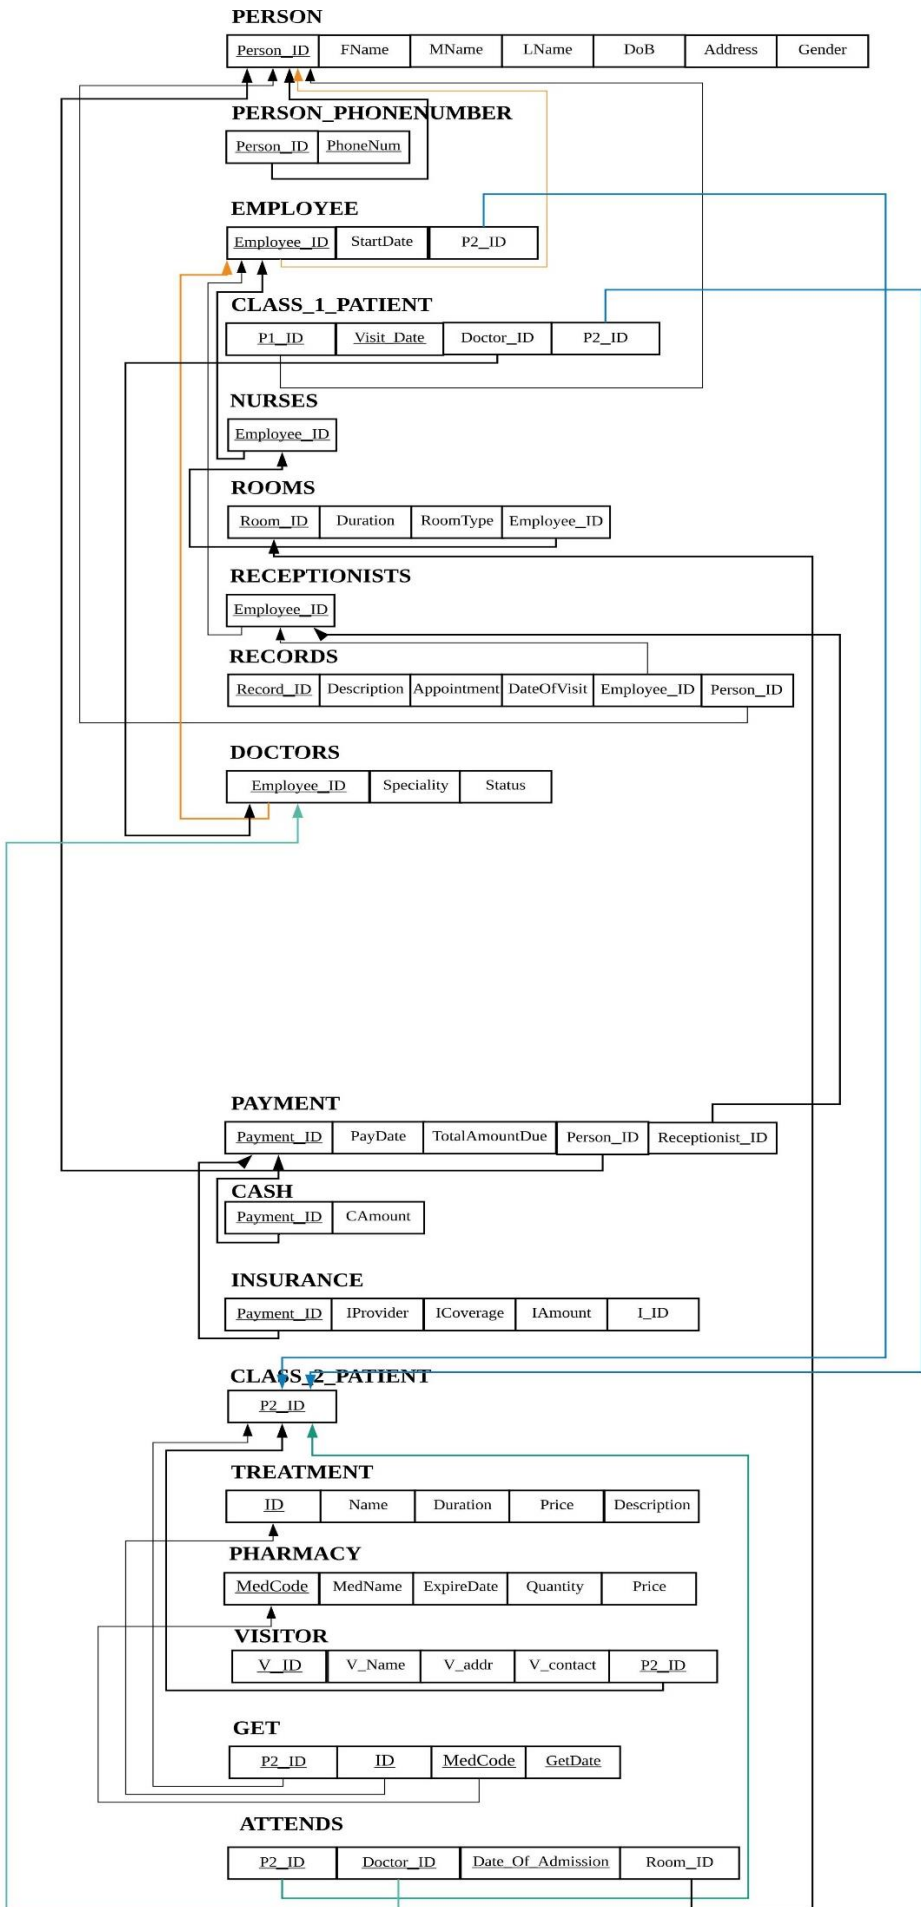 PERSON
Person_ID FName MName LName DoB Address Gender
PERSON_PHONENUMBER
Person_ID PhoneNum
EMPLOYEE
Employee_ID StartDate P2_ID
CLASS_1_PATIENT
P1_ID Visit_Date Doctor_ID P2_ID
NURSES
Employee_ID
ROOMS
Room_ID Duration RoomType Employee_ID
RECEPTIONISTS
Employee_ID
RECORDS
Record_ID Description Appointment DateOfVisit Employee_ID Person_ID
DOCTORS
Employee_ID Speciality Status
PAYMENT
Payment_ID PayDate TotalAmountDue Person_ID Receptionist_ID
CASH
Payment_ID CAmount
INSURANCE
Payment_ID IProvider ICoverage IAmount I_ID
CLASS_2_PATIENT
P2_ID
TREATMENT
ID Name Duration Price Description
PHARMACY
MedCode MedName ExpireDate Quantity Price
VISITOR
V_ID V_Name V_addr V_contact P2_ID
GET
P2_ID ID MedCode GetDate
ATTENDS
P2_ID Doctor_ID Date_Of_Admission Room_ID